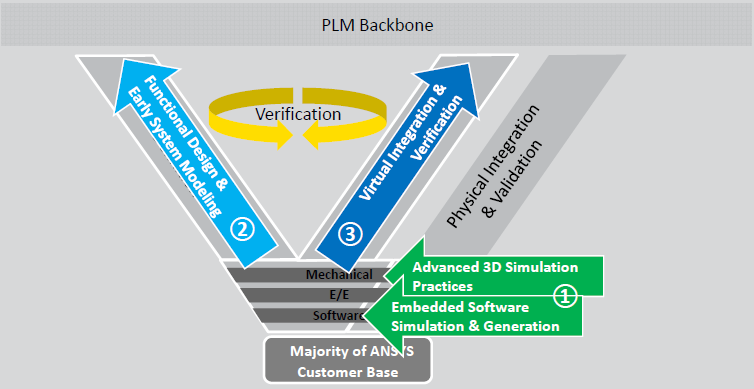 PLM Backbone
Functional Design &
Early System Modeling
②
Verification
Virtual Integration &
Verification
③
Physical Integration
& Validation
Mechanical
E/E
Software
Advanced 3D Simulation
Practices
①
Embedded Software
Simulation & Generation
Majority of ANSYS
Customer Base